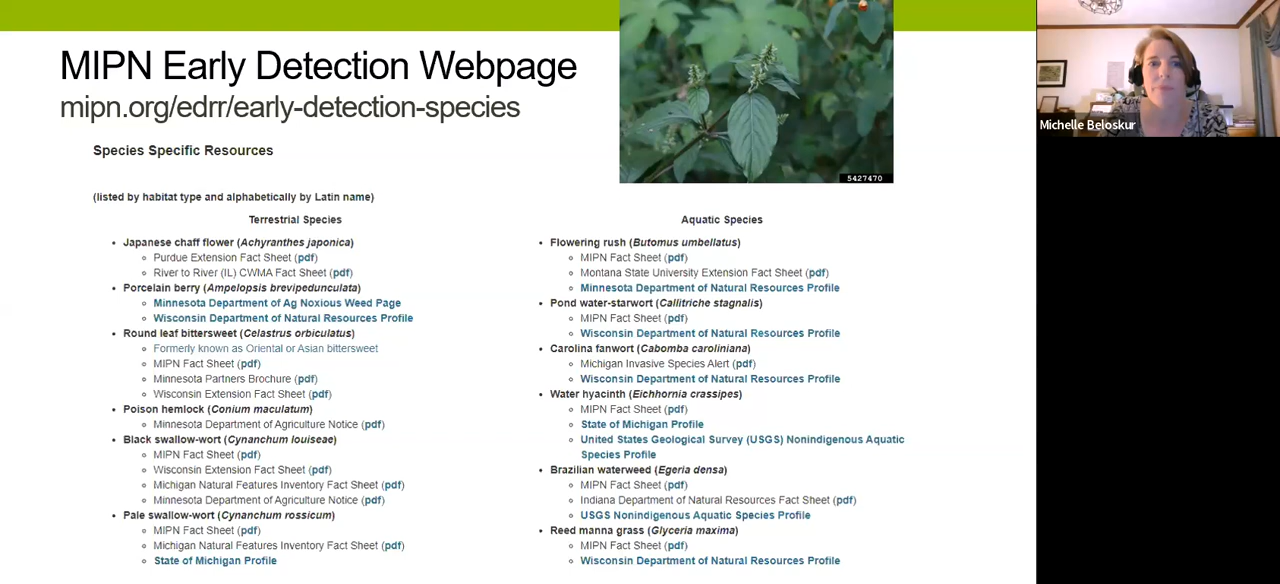 MIPN Early Detection Webpage
mipn.org/edrr/early-detection-species
5427470
Michelle Beloskur
Species Specific Resources
(listed by habitat type and alphabetically by Latin name)
Terrestrial Species
Japanese chaff flower (Achyranthes japonica)
Purdue Extension Fact Sheet (pdf)
River to River (IL) CWMA Fact Sheet (pdf)
Porcelain berry (Ampelopsis brevipedunculata)
Minnesota Department of Ag Noxious Weed Page
Wisconsin Department of Natural Resources Profile
Round leaf bittersweet (Celastrus orbiculatus)
Formerly known as Oriental or Asian bittersweet
MIPN Fact Sheet (pdf)
Minnesota Partners Brochure (pdf)
Wisconsin Extension Fact Sheet (pdf)
Poison hemlock (Conium maculatum)
Minnesota Department of Agriculture Notice (pdf)
Black swallow-wort (Cynanchum louiseae)
MIPN Fact Sheet (pdf)
Wisconsin Extension Fact Sheet (pdf)
Michigan Natural Features Inventory Fact Sheet (pdf)
Minnesota Department of Agriculture Notice (pdf)
Pale swallow-wort (Cynanchum rossicum)
MIPN Fact Sheet (pdf)
Michigan Natural Features Inventory Fact Sheet (pdf)
State of Michigan Profile
Aquatic Species
Flowering rush (Butomus umbellatus)
MIPN Fact Sheet (pdf)
Montana State University Extension Fact Sheet (pdf)
Minnesota Department of Natural Resources Profile
Pond water-starwort (Callitriche stagnalis)
MIPN Fact Sheet (pdf)
Wisconsin Department of Natural Resources Profile
Carolina fanwort (Cabomba caroliniana)
Michigan Invasive Species Alert (pdf)
Wisconsin Department of Natural Resources Profile
Water hyacinth (Eichhornia crassipes)
MIPN Fact Sheet (pdf)
State of Michigan Profile
United States Geological Survey (USGS) Nonindigenous Aquatic
Species Profile
Brazilian waterweed (Egeria densa)
MIPN Fact Sheet (pdf)
Indiana Department of Natural Resources Fact Sheet (pdf)
USGS Nonindigenous Aquatic Species Profile
Reed manna grass (Glyceria maxima)
MIPN Fact Sheet (pdf)
Wisconsin Department of Natural Resources Profile